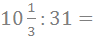 10 1/3 : 31 =